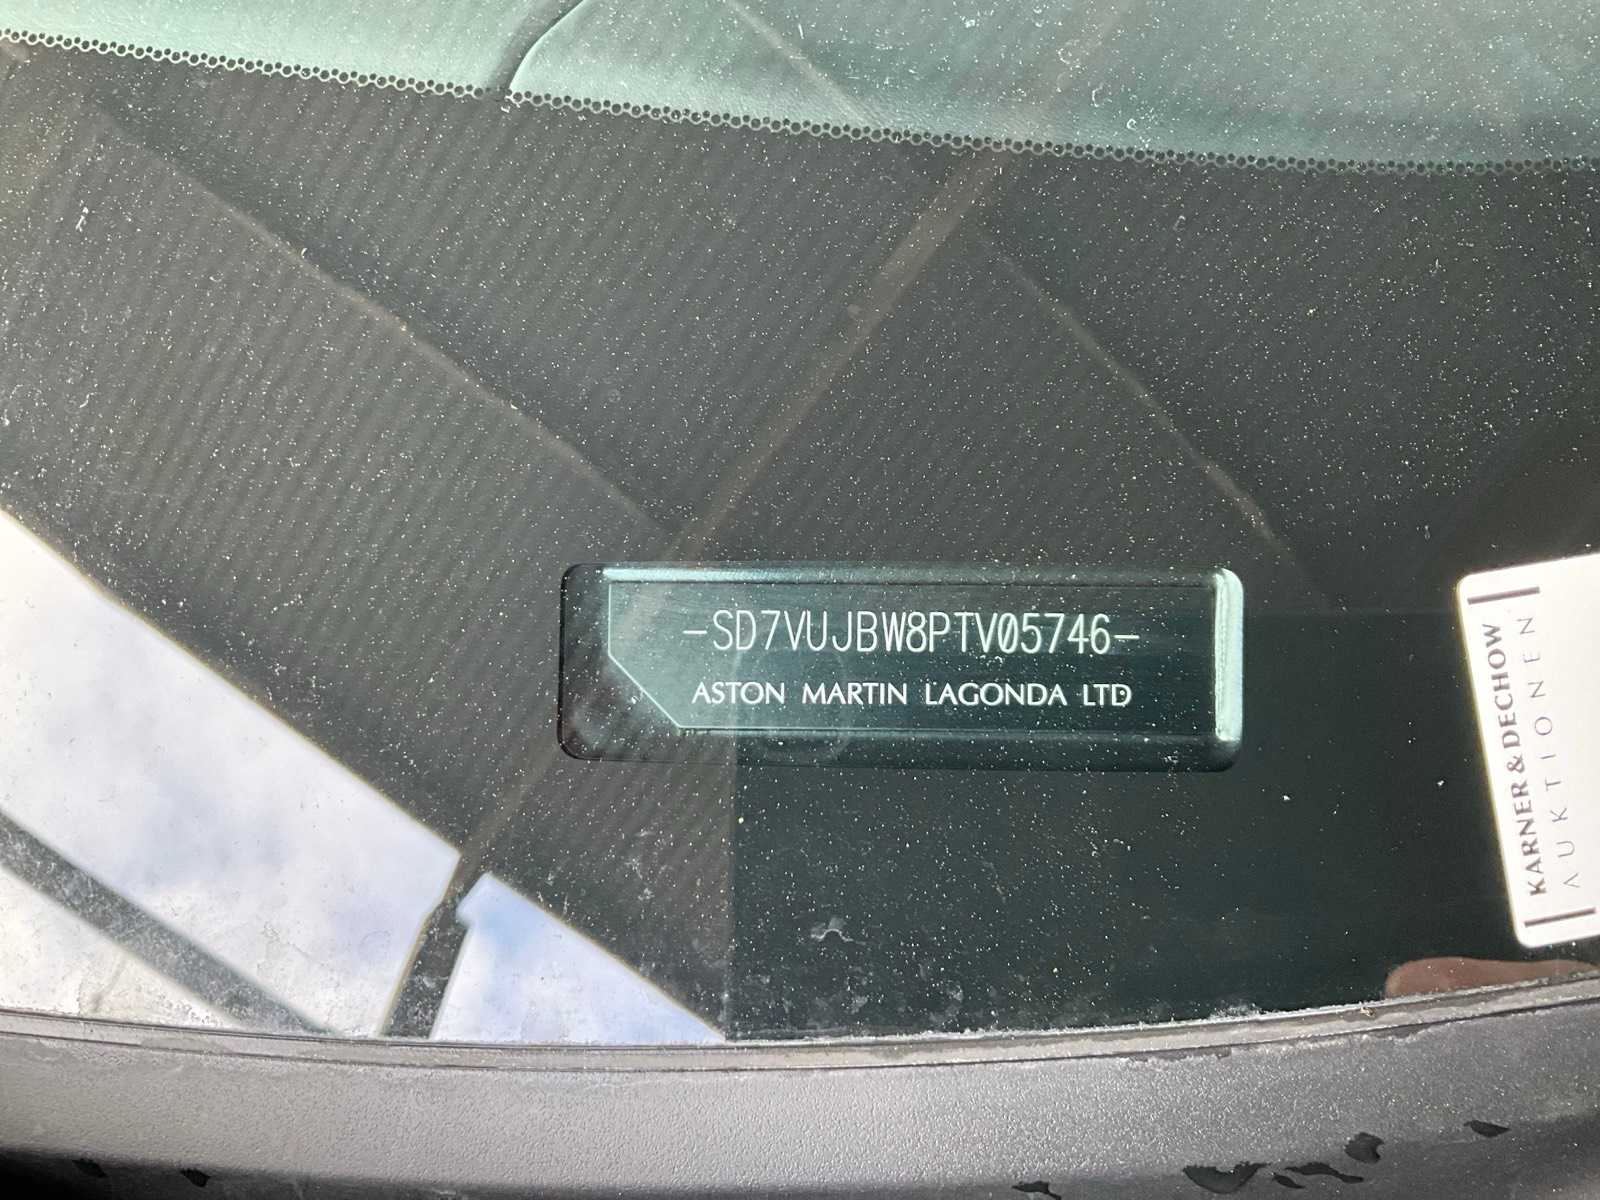 -SD7VUJBW8PTV05746-
ASTON MARTIN LAGONDA LTD
KARNER & DECHOW
AUKTIONEN